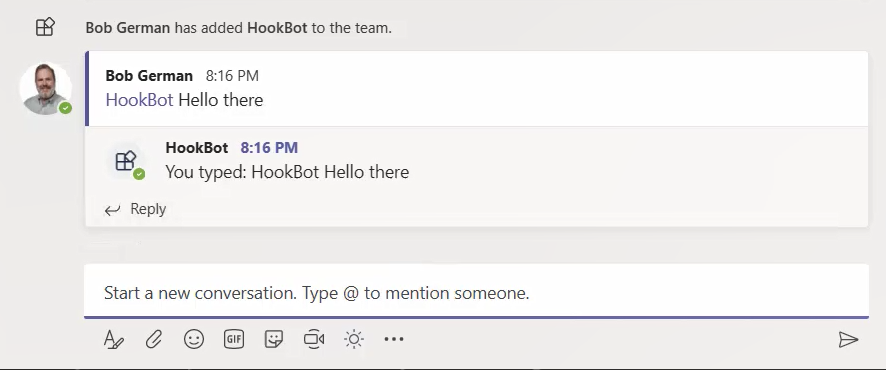 Bob German has added HookBot to the team.
Bob German 8:16 PM
HookBot Hello there
HookBot 8:16 PM
You typed: HookBot Hello there
Reply
Start a new conversation. Type @ to mention someone.
GIF